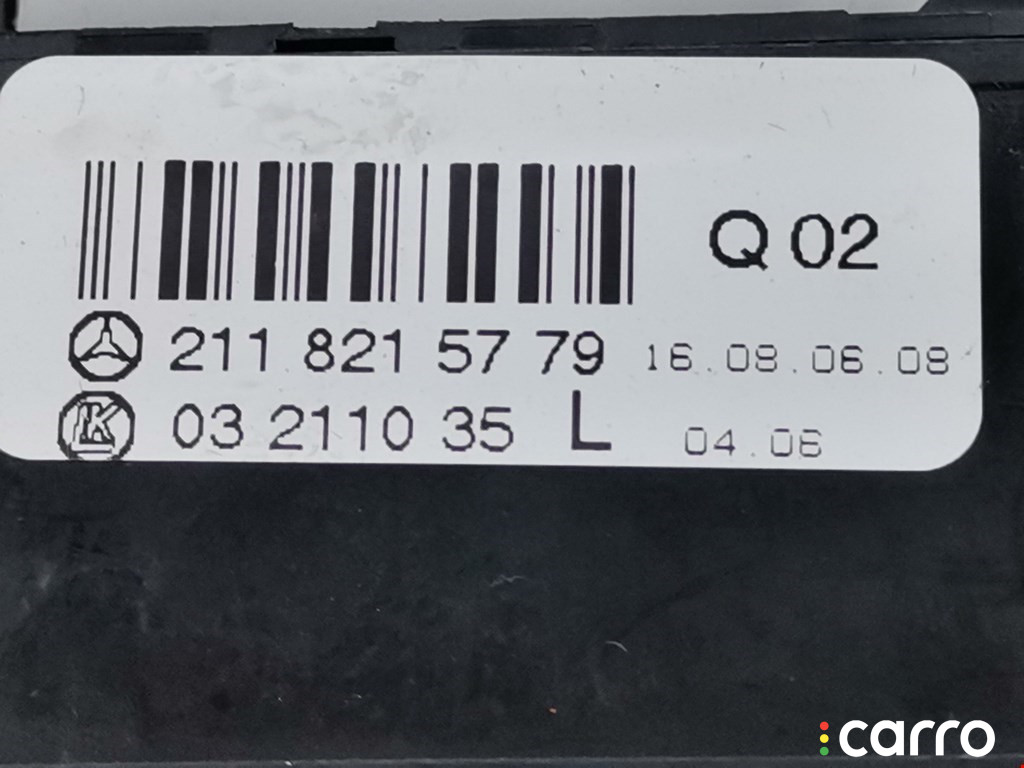 Q 02
211 821 57 79 16.08.06.08
K 03 2110 35 L 04.06
carro